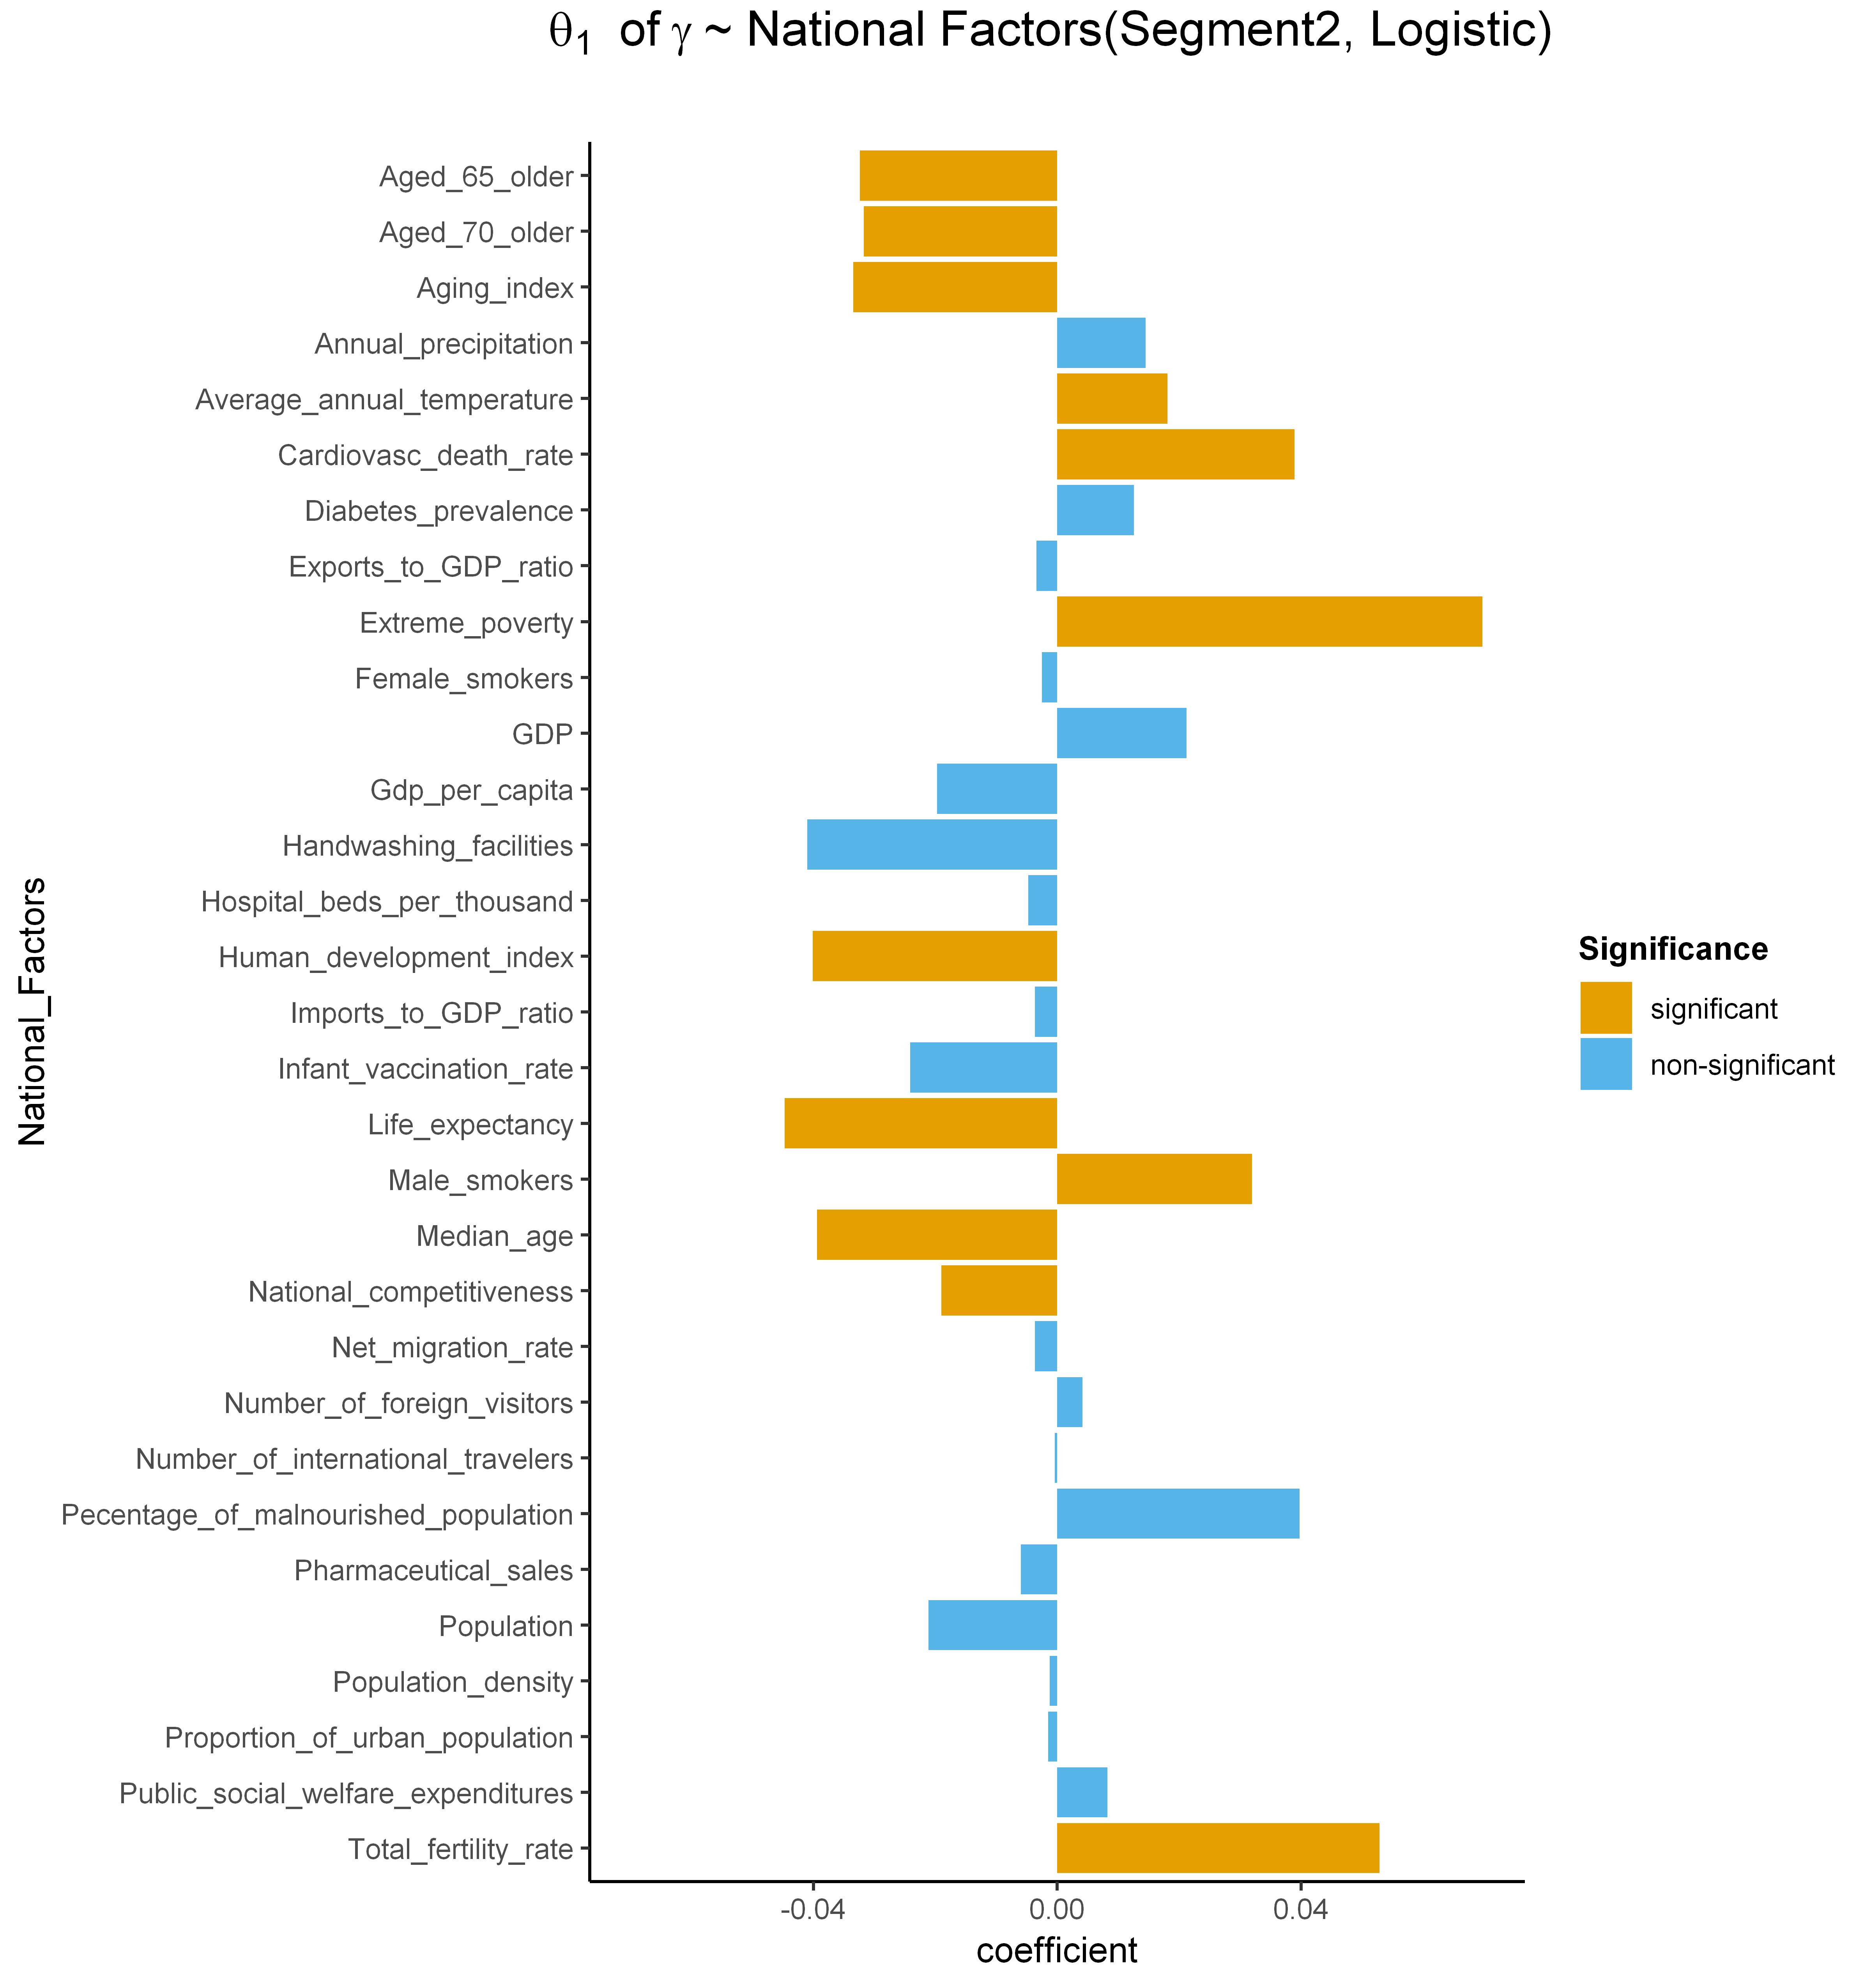 θ1 of γ ~ National Factors(Segment2, Logistic)
National_Factors
Aged_65_older
Aged_70_older
Aging_index
Annual_precipitation
Average_annual_temperature
Cardiovasc_death_rate
Diabetes_prevalence
Exports_to_GDP_ratio
Extreme_poverty
Female_smokers
GDP
Gdp_per_capita
Handwashing_facilities
Hospital_beds_per_thousand
Human_development_index
Imports_to_GDP_ratio
Infant_vaccination_rate
Life_expectancy
Male_smokers
Median_age
National_competitiveness
Net_migration_rate
Number_of_foreign_visitors
Number_of_international_travelers
Pecentage_of_malnourished_population
Pharmaceutical_sales
Population
Population_density
Proportion_of_urban_population
Public_social_welfare_expenditures
Total_fertility_rate
-0.04 0.00 0.04
coefficient
Significance
significant
non-significant